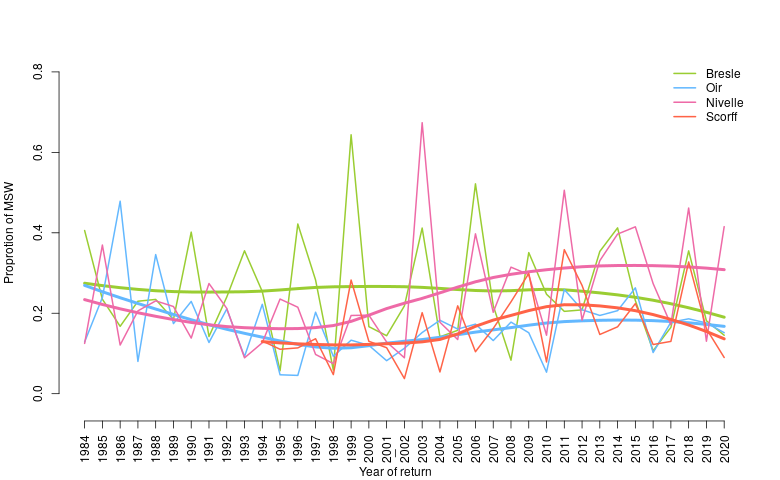 0.8
Bresle
Oir
Nivelle
Scorff
0.6
Proprotion of MSW
0.4
0.2
0.0
1984 1985 1986 1987 1988 1989 1990 1991 1992 1993 1994 1995 1996 1997 1998 1999 2000 2001 2002 2003 2004 2005 2006 2007 2008 2009 2010 2011 2012 2013 2014 2015 2016 2017 2018 2019 2020
Year of return